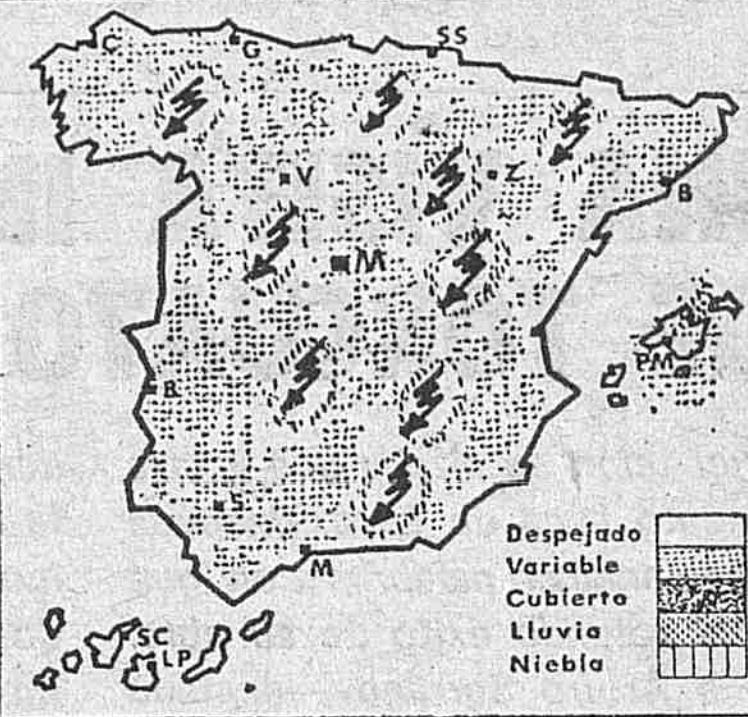 C
G
SS
V
Z
B
M
PM
B
S
M
SC
LP
Despejado
Variable
Cubierto
Lluvia
Niebla